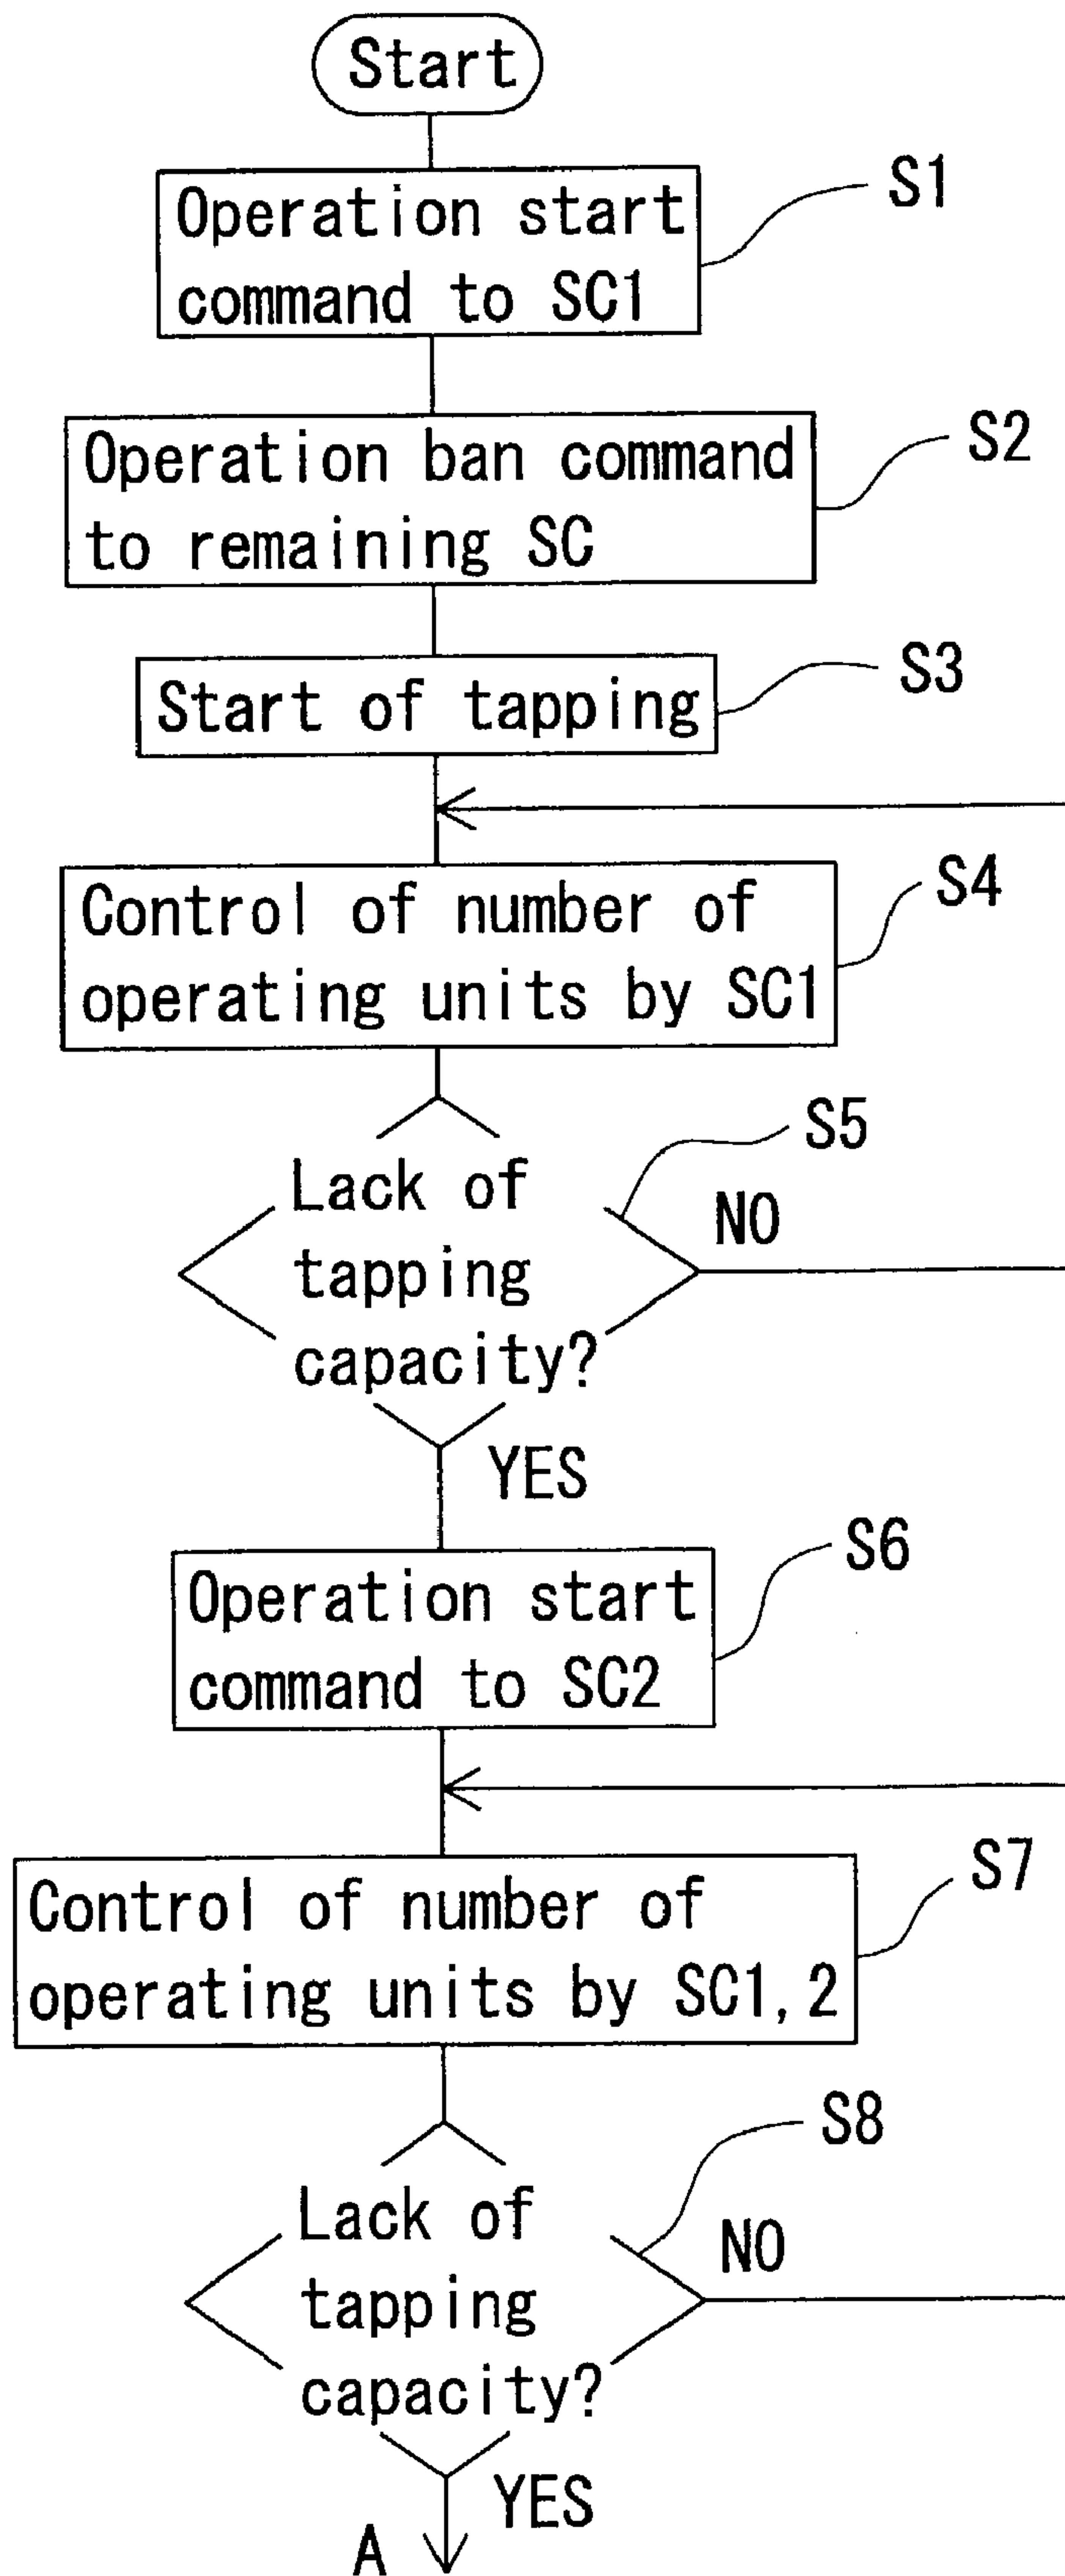 Start
S1
Operation start
command to SC1
S2
Operation ban command
to remaining SC
S3
Start of tapping
S4
Control of number of
operating units by SC1
S5
Lack of
NO
tapping
capacity?
YES
S6
Operation start
command to SC2
S7
Control of number of
operating units by SC1,2
S8
Lack of
NO
tapping
capacity?
YES
A